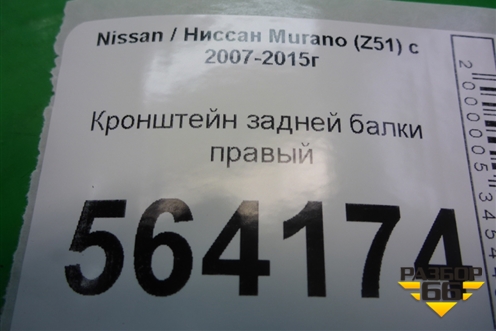 Nissan / Ниссан Murano (Z51) с
2007-2015г
Кронштейн задней балки
правый
564174
РАЗБОР
66